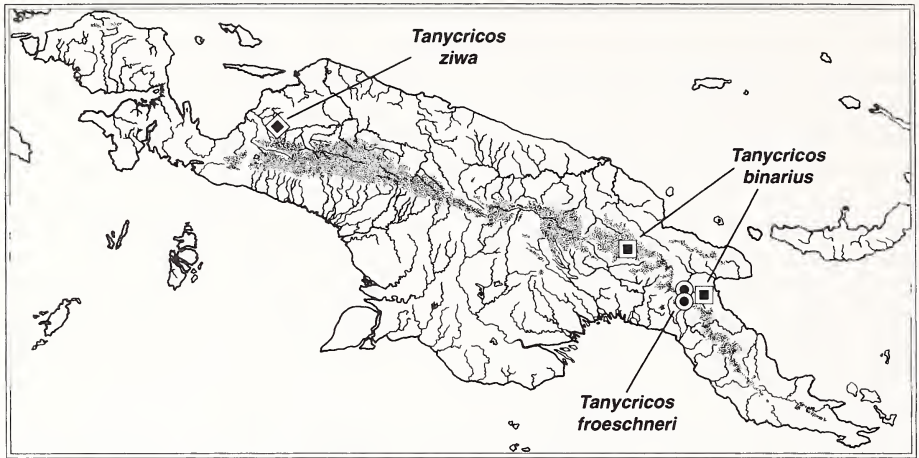 Tanycricos
ziwa
Tanycricos
binarius
Tanycricos
froeschneri